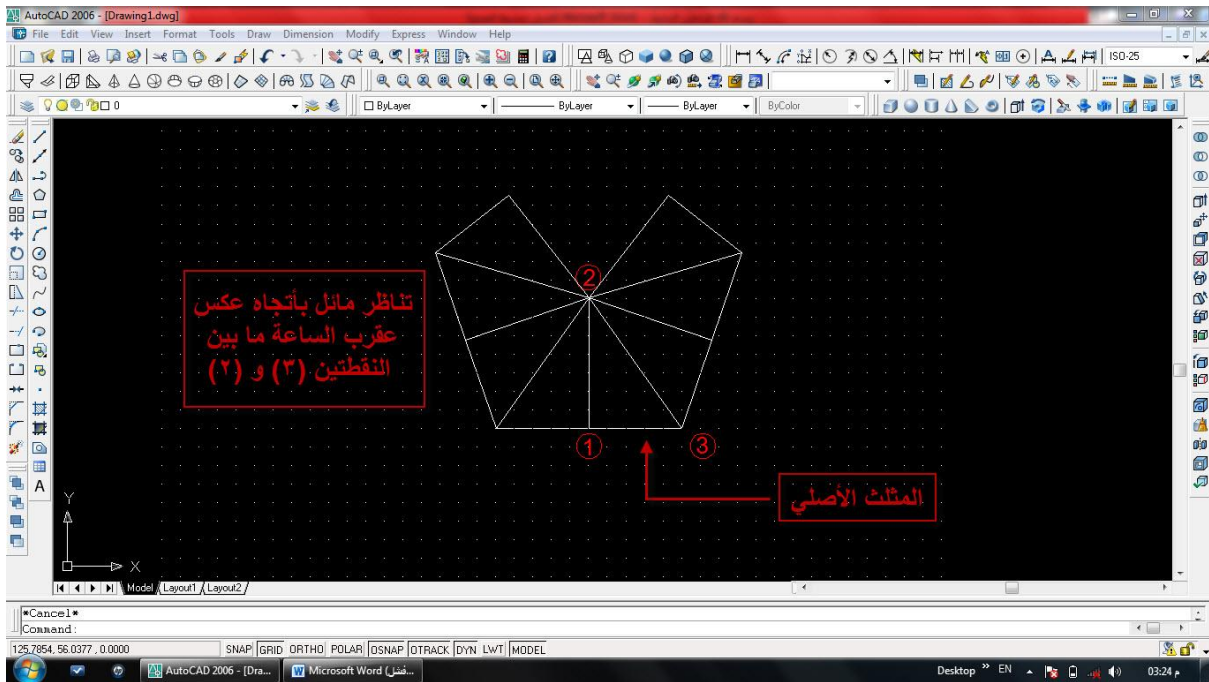 AutoCAD 2006 - [Drawing1.dwg]
File Edit View Insert Format Tools Draw Dimension Modify Express Window Help
ISO-25
0 ByLayer ByLayer ByLayer ByColor
2
تناظر مائل بأتجاه عكس
عقرب الساعة ما بين
النقطتين (٣) و (٢)
1 3
المثلث الأصلي
A
Y
X
Model Layout1 Layout2
*Cancel*
Command:
125.7854, 56.0377, 0.0000 SNAP GRID ORTHO POLAR OSNAP OTRACK DYN LWT MODEL
AutoCAD 2006 - [Dra... Microsoft Word Desktop EN 03:24 م